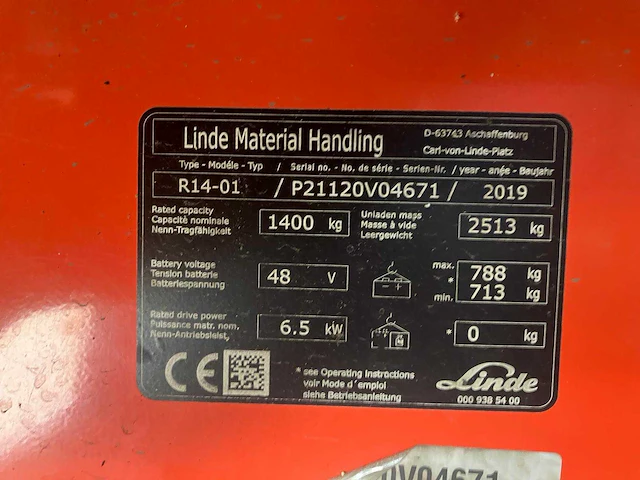 Linde Material Handling
D-63743 Aschaffenburg
Carl-von-Linde-Platz
Type - Modéle - Typ / Serial no. - No. de série - Serien-Nr. / year - anée - Baujahr
R14-01 / P21120V04671 / 2019
Rated capacity
Capacité nominale
Nenn-Tragfähigkeit
1400 kg
Unladen mass
Masse à vide
Leergewicht
2513 kg
Battery voltage
Tension batterie
Batteriespannung
48 V
max. 788 kg
*
min. 713 kg
Rated drive power
Puissance matr. nom.
Nenn-Antriebsleist.
6.5 kW
* 0 kg
CE
* see Operating Instructions
voir Mode d'emploi
siehe Betriebsanleitung
Linde
000 938 54 00
0V04671